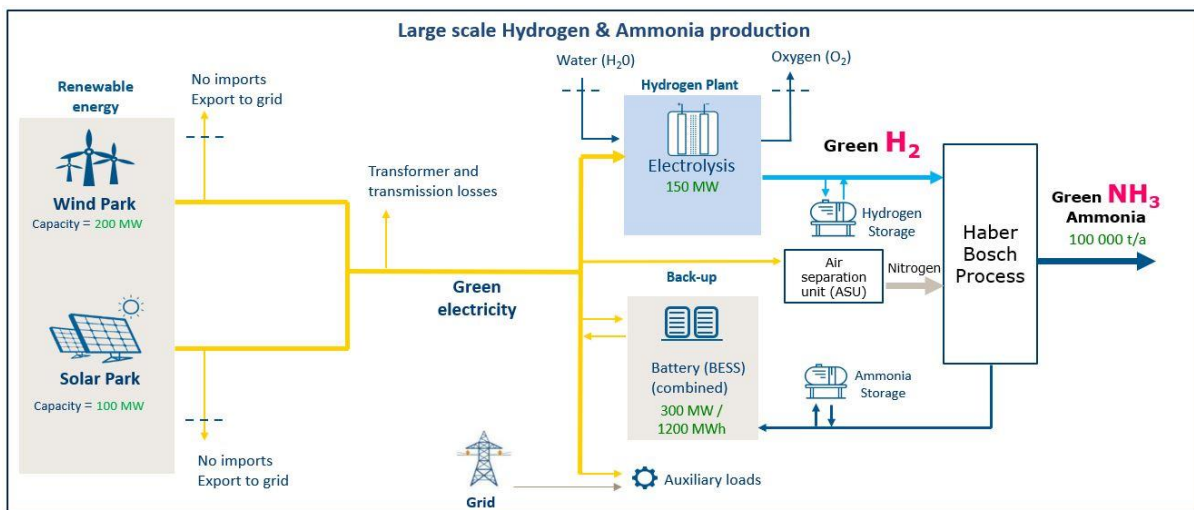 Large scale Hydrogen & Ammonia production
Renewable
energy
No imports
Export to grid
Wind Park
Capacity = 200 MW
Solar Park
Capacity = 100 MW
No imports
Export to grid
Transformer and
transmission losses
Green
electricity
Grid
Water (H20)
Oxygen (O2)
Hydrogen Plant
+ -
Electrolysis
150 MW
Green H2
Hydrogen
Storage
Air
separation
unit (ASU)
Nitrogen
Back-up
Battery (BESS)
(combined)
300 MW /
1200 MWh
Ammonia
Storage
Auxiliary loads
Haber
Bosch
Process
Green NH3
Ammonia
100 000 t/a